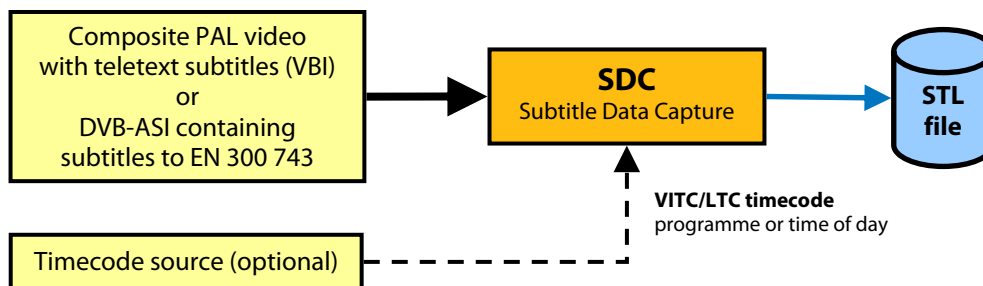 Composite PAL video
with teletext subtitles (VBI)
or
DVB-ASI containing
subtitles to EN 300 743
SDC
Subtitle Data Capture
STL
file
VITC/LTC timecode
programme or time of day
Timecode source (optional)